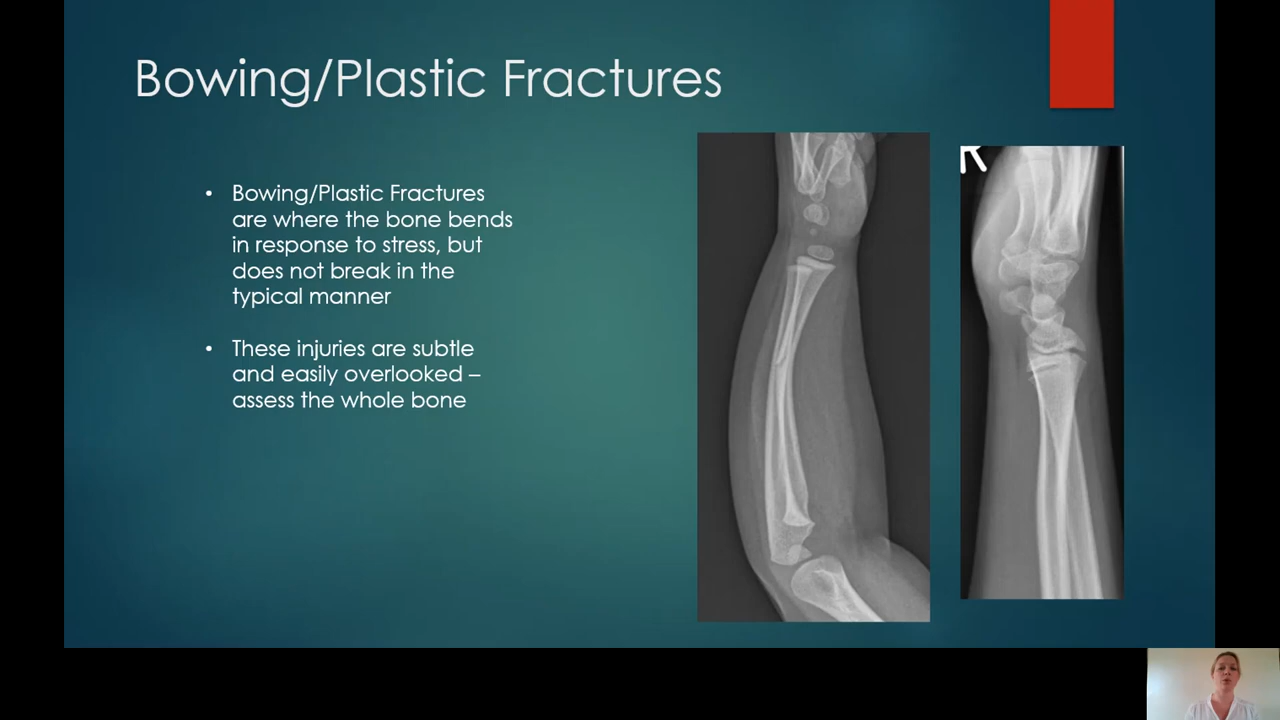 Bowing/Plastic Fractures
• Bowing/Plastic Fractures
are where the bone bends
in response to stress, but
does not break in the
typical manner
• These injuries are subtle
and easily overlooked –
assess the whole bone
R